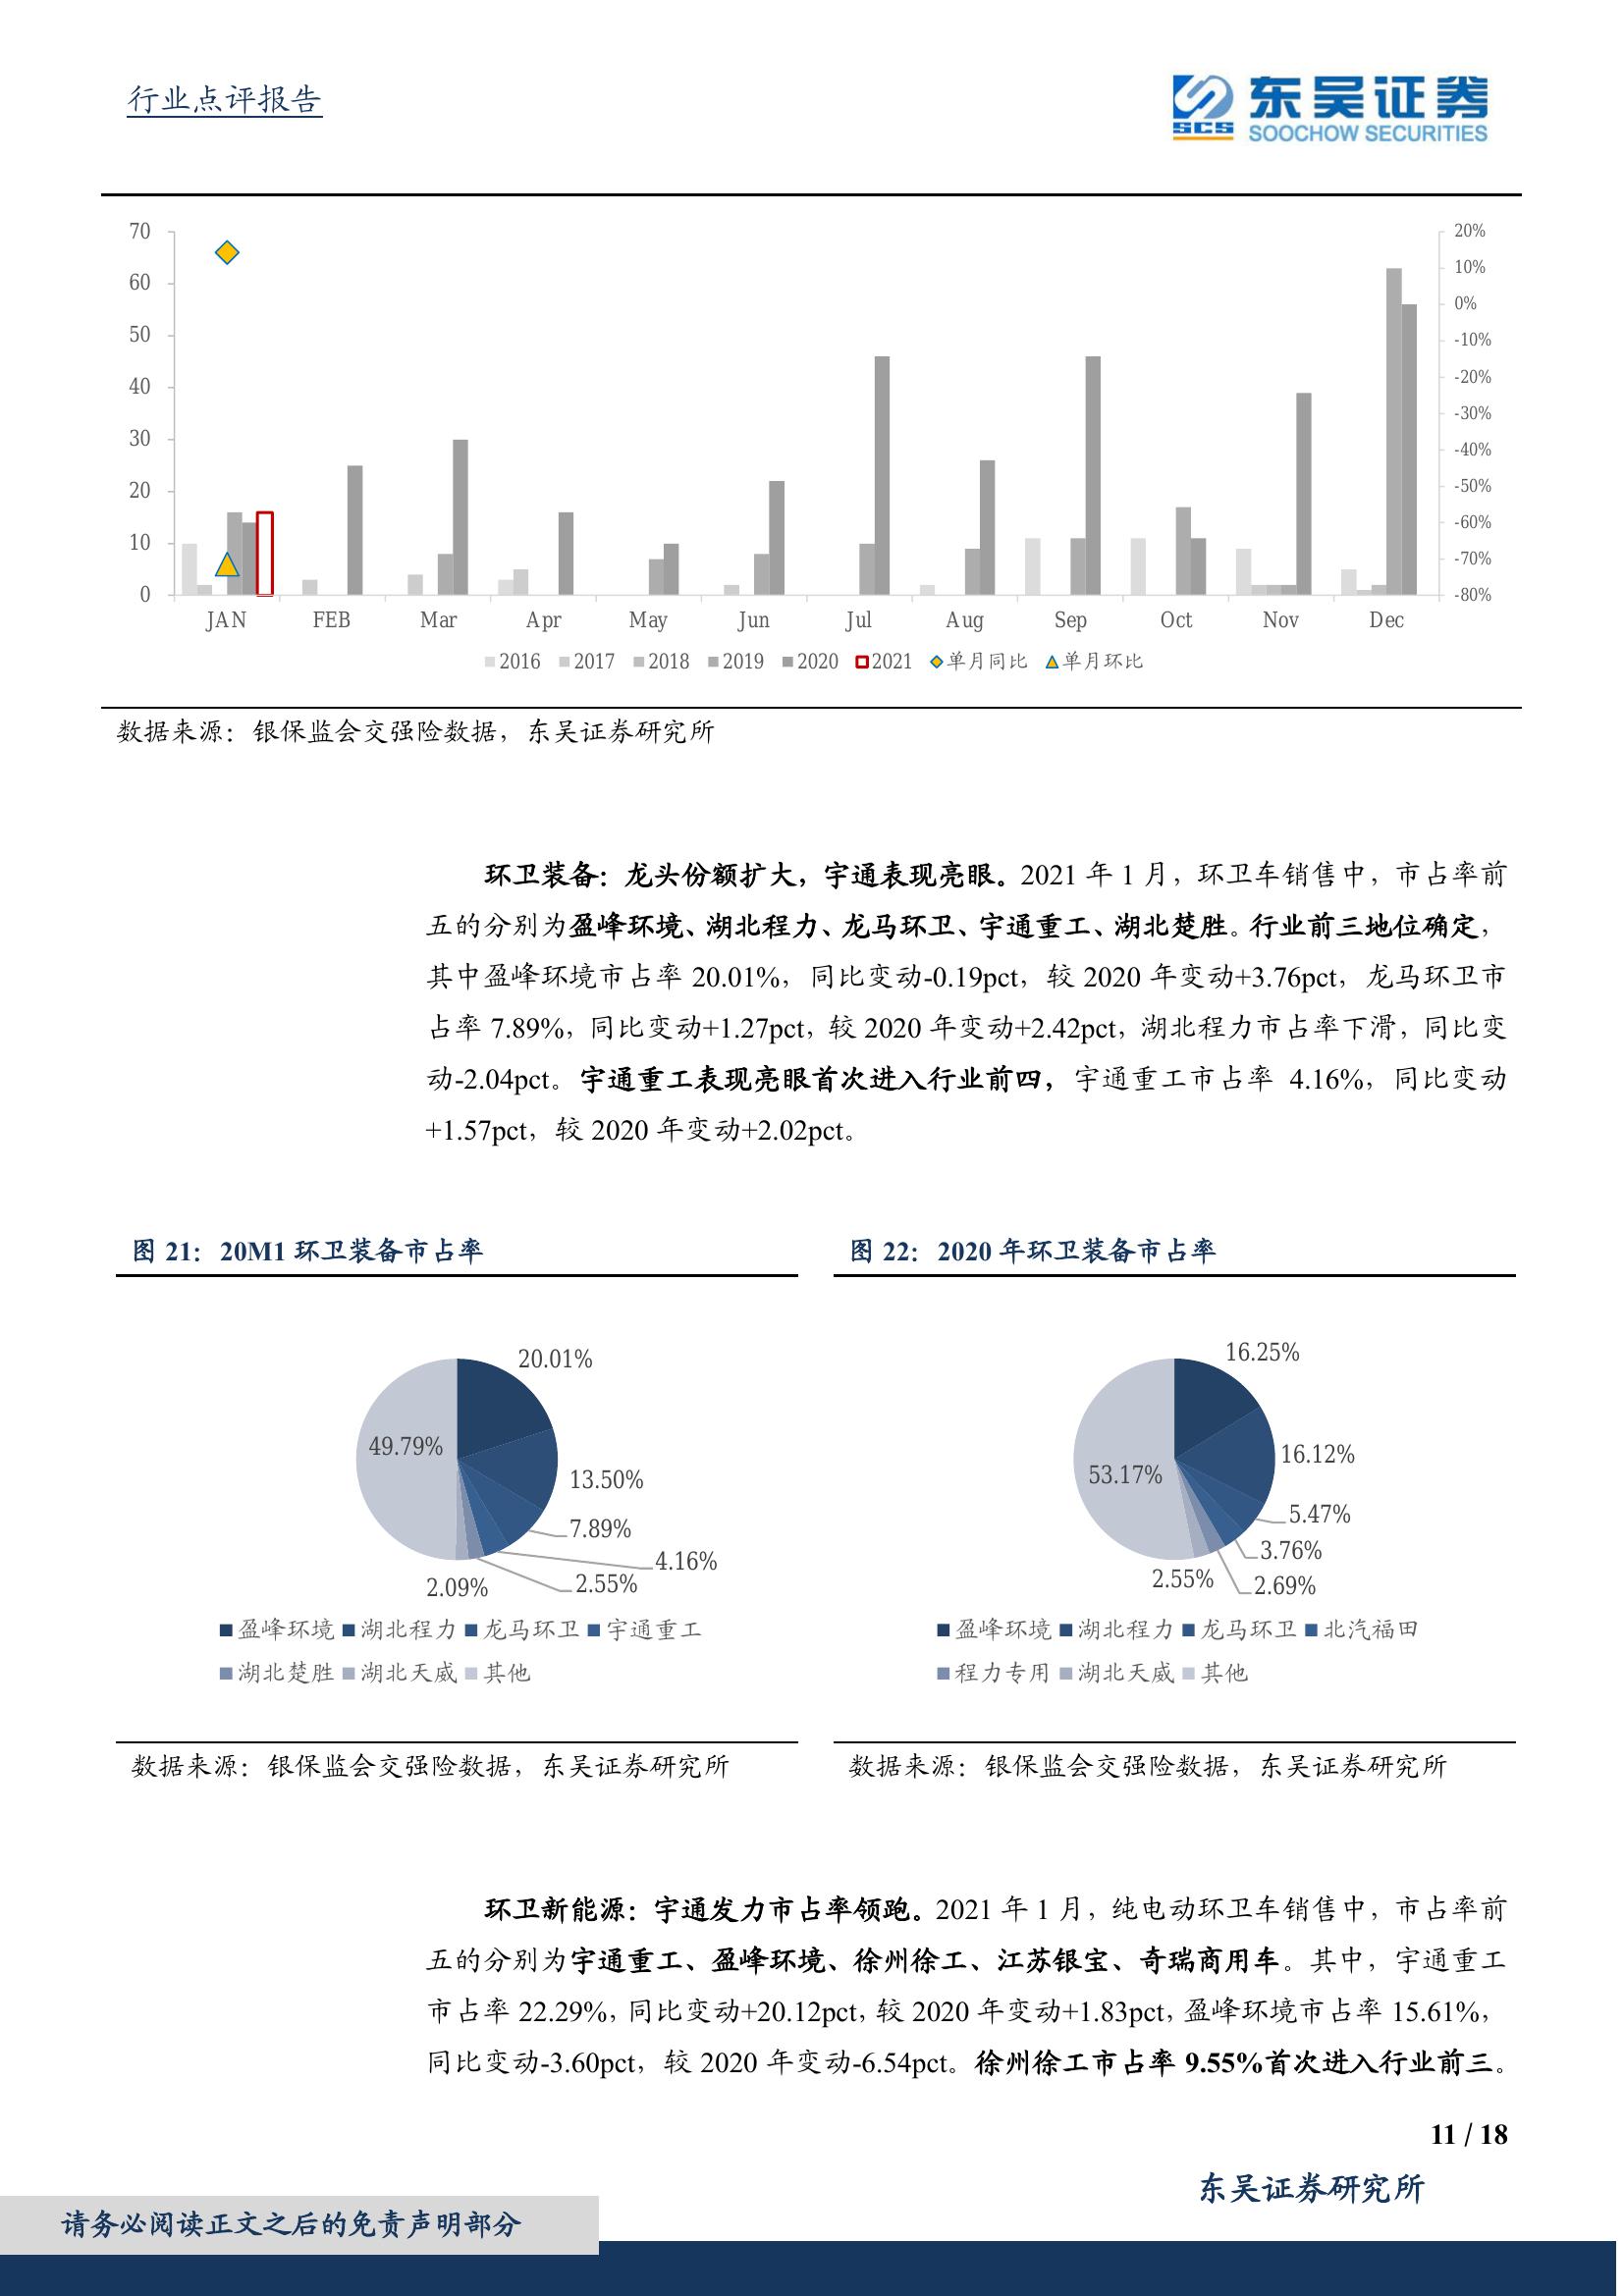 行业点评报告
SCS
东吴证券
SOOCHOW SECURITIES
70
60
50
40
30
20
10
0
20%
10%
0%
-10%
-20%
-30%
-40%
-50%
-60%
-70%
-80%
JAN FEB Mar Apr May Jun Jul Aug Sep Oct Nov Dec
2016 2017 2018 2019 2020 2021 单月同比 单月环比
数据来源：银保监会交强险数据，东吴证券研究所
环卫装备：龙头份额扩大，宇通表现亮眼。2021 年 1 月，环卫车销售中，市占率前
五的分别为盈峰环境、湖北程力、龙马环卫、宇通重工、湖北楚胜。行业前三地位确定，
其中盈峰环境市占率 20.01%，同比变动-0.19pct，较 2020 年变动+3.76pct，龙马环卫市
占率 7.89%，同比变动+1.27pct，较 2020 年变动+2.42pct，湖北程力市占率下滑，同比变
动-2.04pct。宇通重工表现亮眼首次进入行业前四，宇通重工市占率 4.16%，同比变动
+1.57pct，较 2020 年变动+2.02pct。
图 21： 20M1 环卫装备市占率
20.01%
49.79%
13.50%
7.89%
4.16%
2.55%
2.09%
盈峰环境 湖北程力 龙马环卫 宇通重工
湖北楚胜 湖北天威 其他
数据来源：银保监会交强险数据，东吴证券研究所
图 22： 2020 年环卫装备市占率
16.25%
16.12%
53.17%
5.47%
3.76%
2.55%
2.69%
盈峰环境 湖北程力 龙马环卫 北汽福田
程力专用 湖北天威 其他
数据来源：银保监会交强险数据，东吴证券研究所
环卫新能源：宇通发力市占率领跑。2021 年 1 月，纯电动环卫车销售中，市占率前
五的分别为宇通重工、盈峰环境、徐州徐工、江苏银宝、奇瑞商用车。其中，宇通重工
市占率 22.29%，同比变动+20.12pct，较 2020 年变动+1.83pct，盈峰环境市占率 15.61%，
同比变动-3.60pct，较 2020 年变动-6.54pct。徐州徐工市占率 9.55%首次进入行业前三。
11 / 18
东吴证券研究所
请务必阅读正文之后的免责声明部分